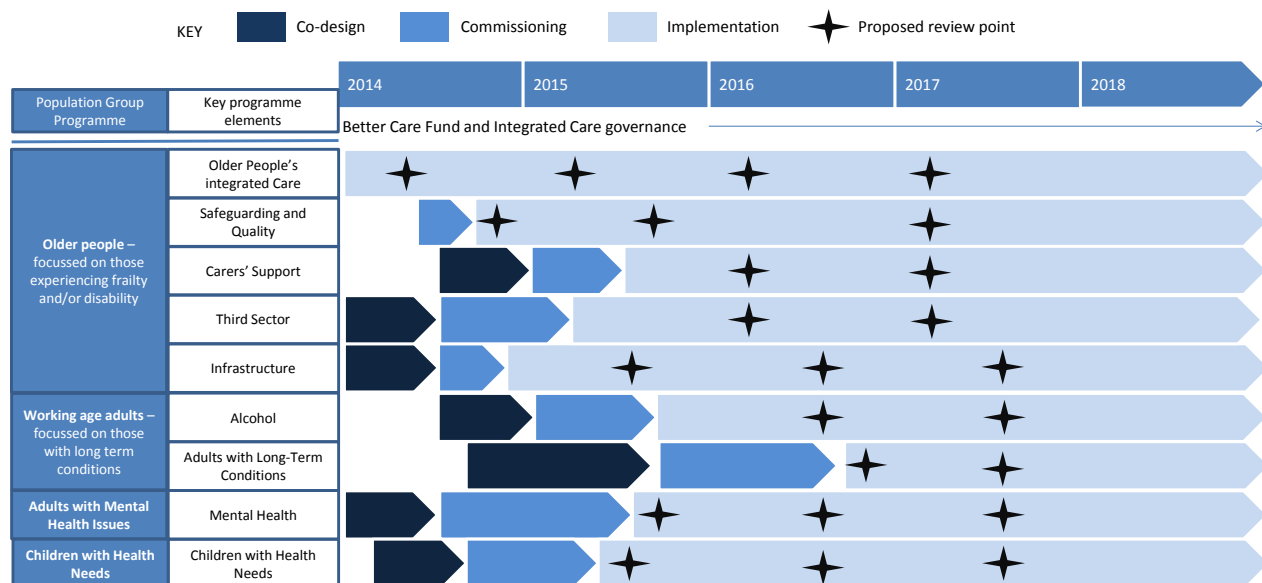 KEY
Co-design
Commissioning
Implementation
Proposed review point
2014
2015
2016
2017
2018
Population Group
Programme
Key programme
elements
Better Care Fund and Integrated Care governance
Older people –
focussed on those
experiencing frailty
and/or disability
Older People's
integrated Care
Safeguarding and
Quality
Carers' Support
Third Sector
Infrastructure
Working age adults –
focussed on those
with long term
conditions
Alcohol
Adults with Long-Term
Conditions
Adults with Mental
Health Issues
Mental Health
Children with Health
Needs
Children with Health
Needs